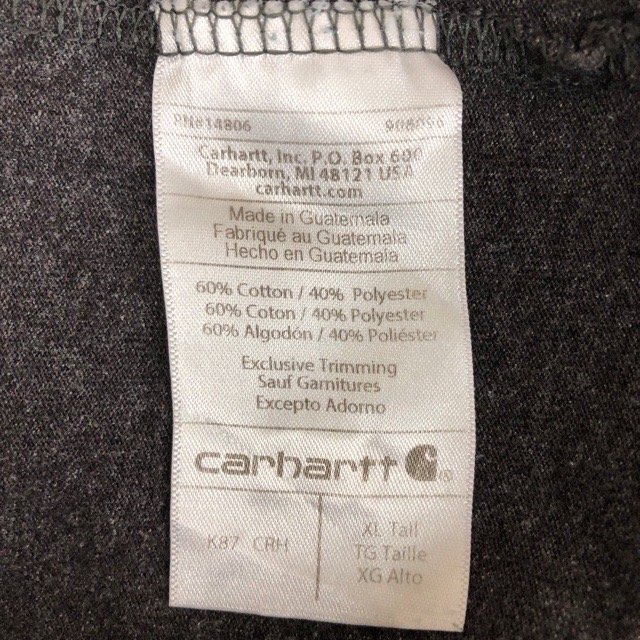 PN#14806 908056
Carhartt, Inc. P.O. Box 600
Dearborn, MI 48121 USA
carhartt.com
Made in Guatemala
Fabriqué au Guatemala
Hecho en Guatemala
60% Cotton / 40% Polyester
60% Coton / 40% Polyester
60% Algodón / 40% Poliéster
Exclusive Trimming
Sauf Garnitures
Excepto Adorno
carhartt ®
K87 CRH
XL Tall
TG Taille
XG Alto